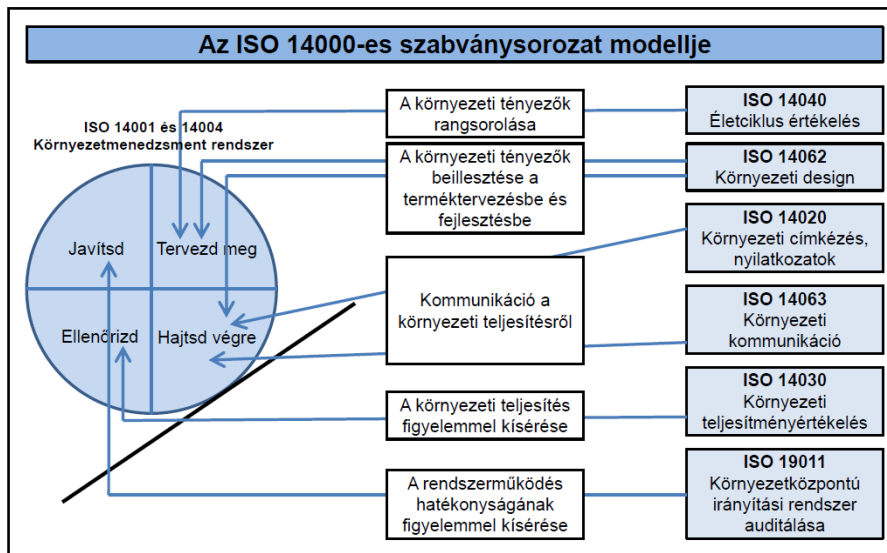 Az ISO 14000-es szabványsorozat modellje
ISO 14001 és 14004
Környezetmenedzsment rendszer
Javítsd
Tervezd meg
Ellenőrizd
Hajtsd végre
A környezeti tényezők
rangsorolása
A környezeti tényezők
beillesztése a
terméktervezésbe és
fejlesztésbe
Kommunikáció a
környezeti teljesítésről
A környezeti teljesítés
figyelemmel kísérése
A rendszerműködés
hatékonyságának
figyelemmel kísérése
ISO 14040
Életciklus értékelés
ISO 14062
Környezeti design
ISO 14020
Környezeti címkézés,
nyilatkozatok
ISO 14063
Környezeti
kommunikáció
ISO 14030
Környezeti
teljesítményértékelés
ISO 19011
Környezetközpontú
irányítási rendszer
auditálása